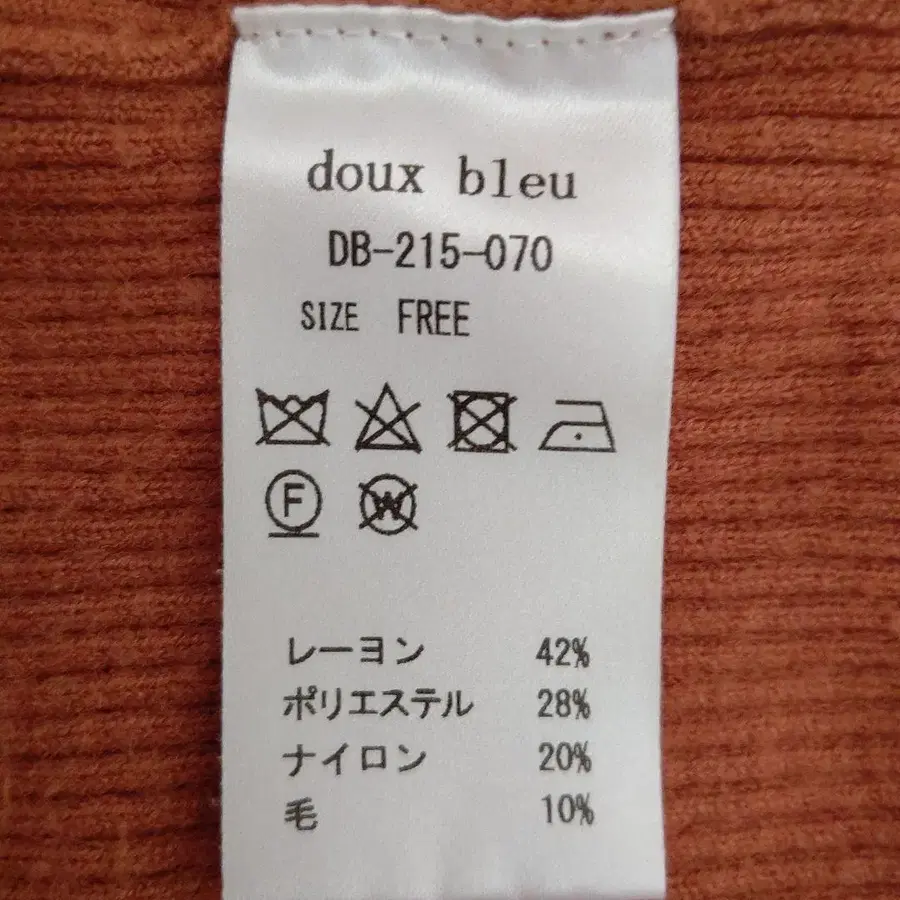 doux bleu
DB-215-070
SIZE FREE
F W
レーヨン 42%
ポリエステル 28%
ナイロン 20%
毛 10%